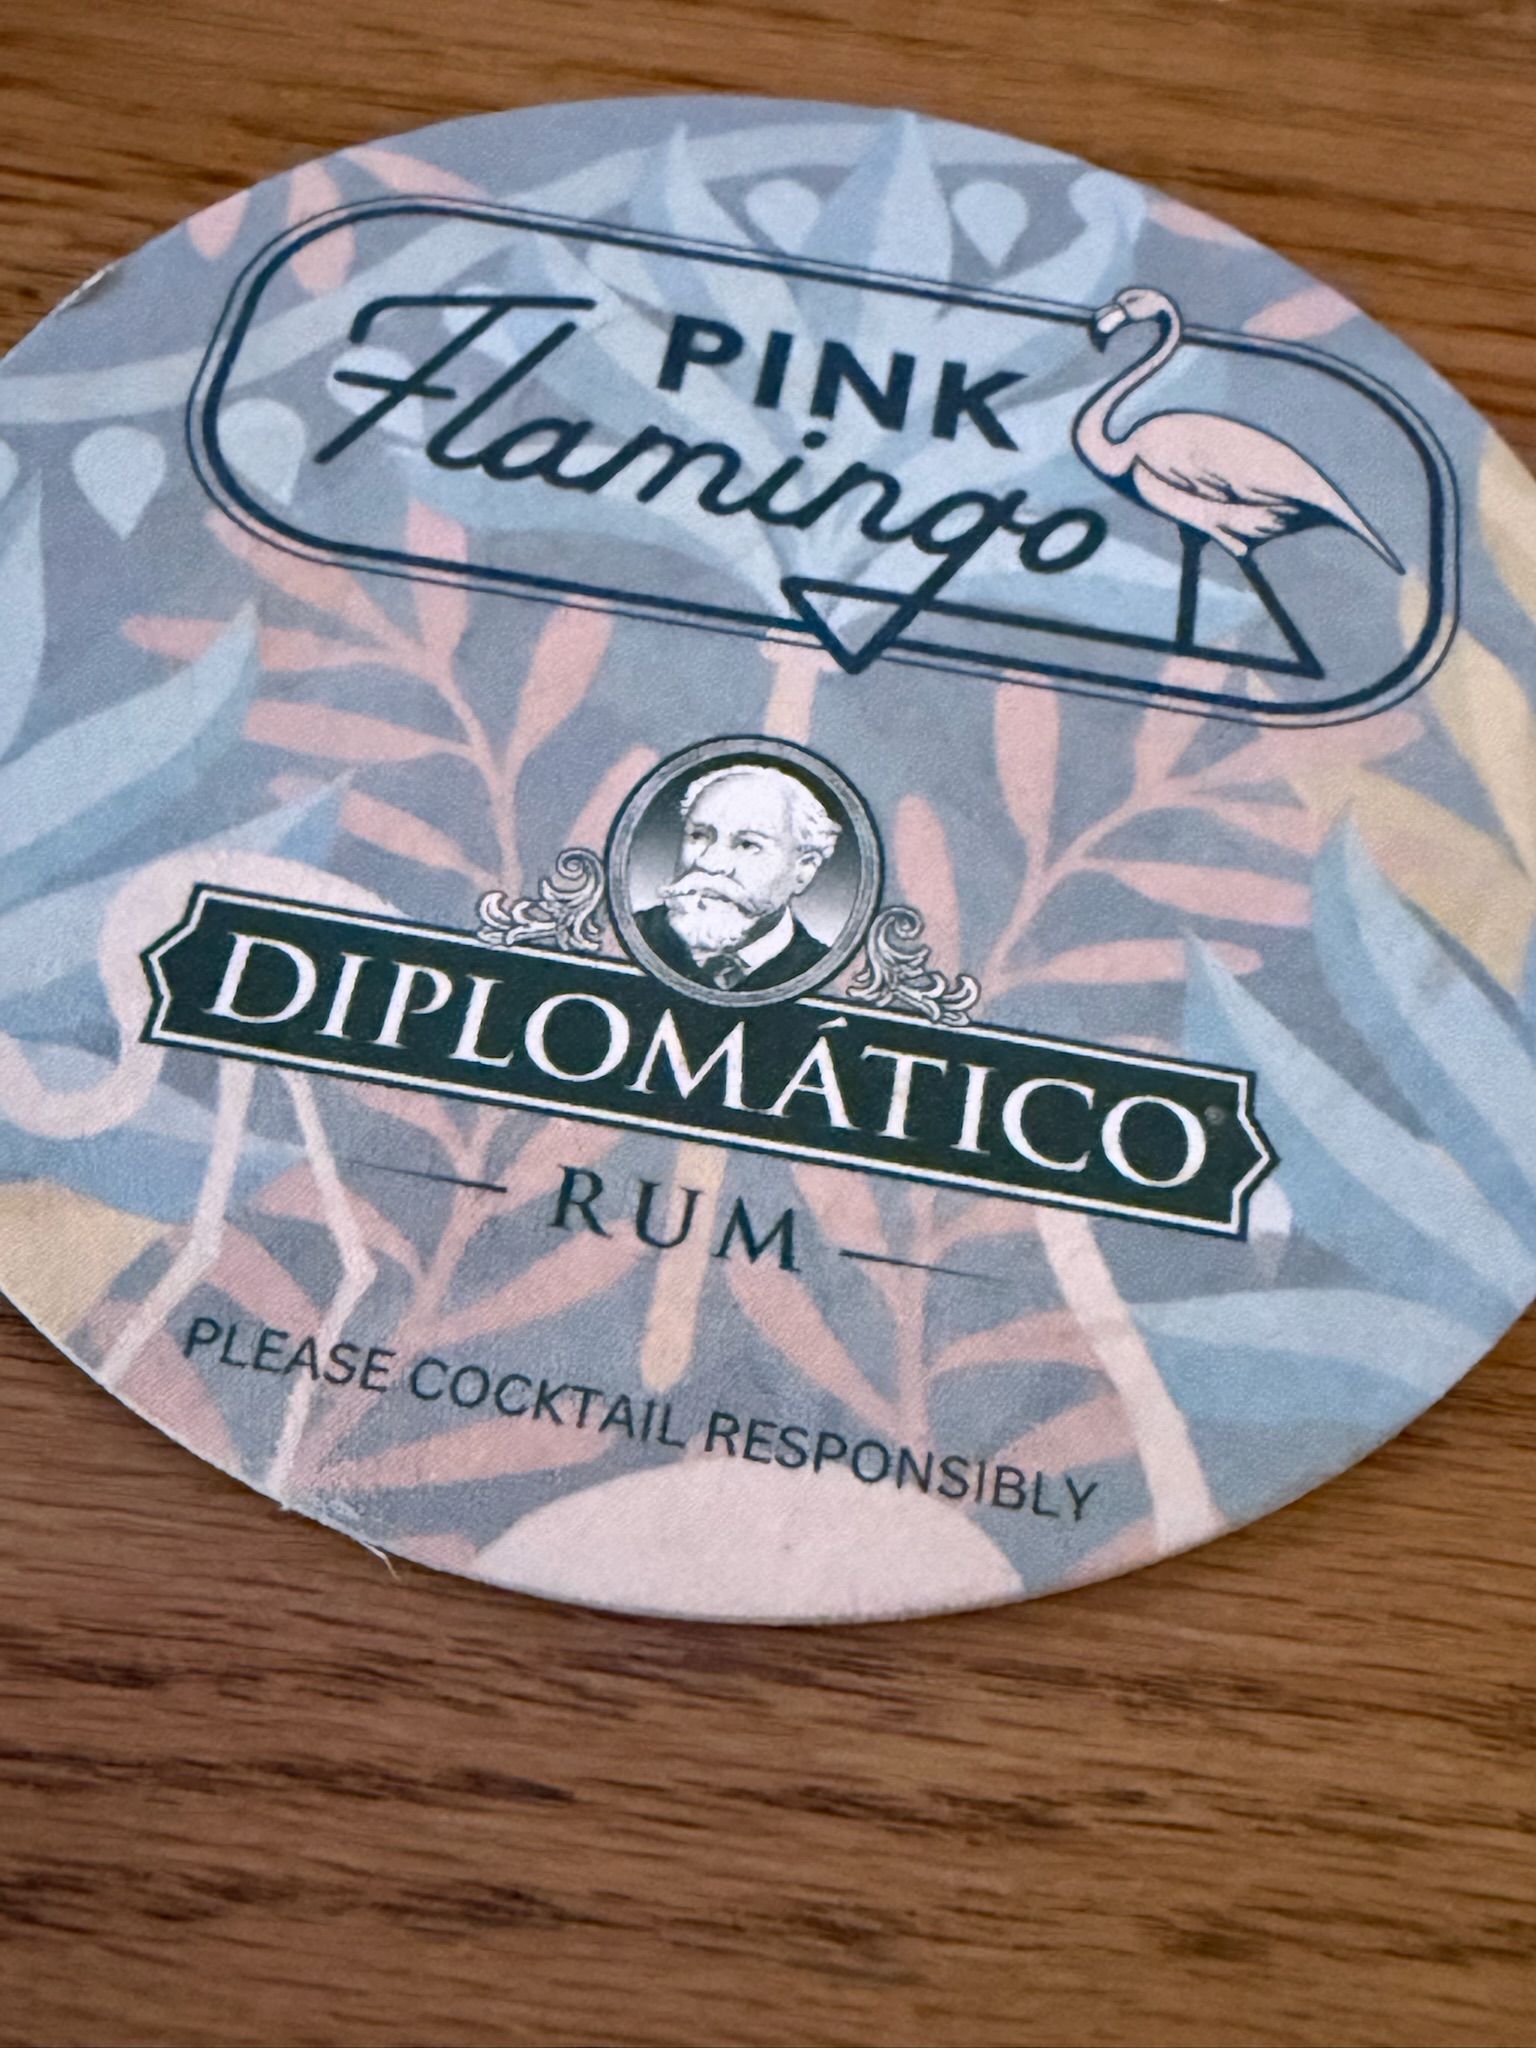 PINK
Flamingo
DIPLOMÁTICO®
RUM
PLEASE COCKTAIL RESPONSIBLY